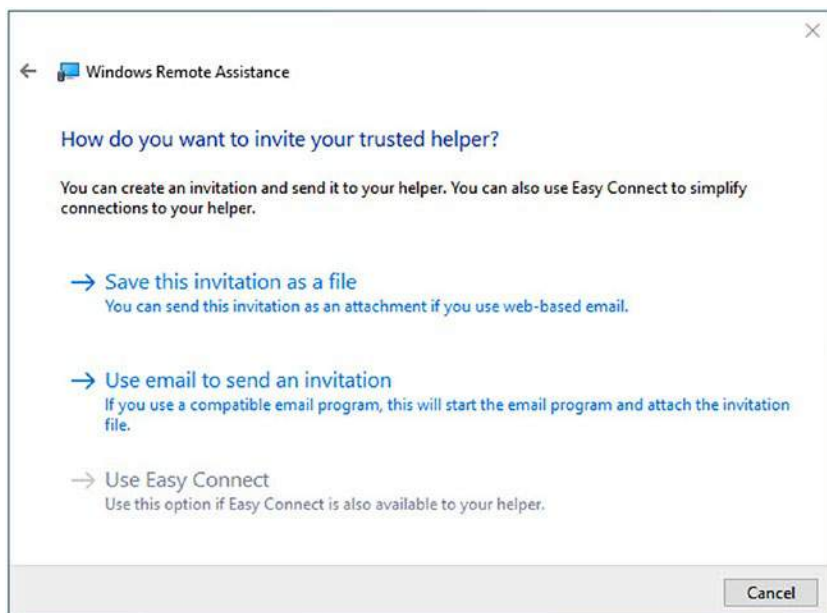 Windows Remote Assistance
How do you want to invite your trusted helper?
You can create an invitation and send it to your helper. You can also use Easy Connect to simplify
connections to your helper.
Save this invitation as a file
You can send this invitation as an attachment if you use web-based email.
Use email to send an invitation
If you use a compatible email program, this will start the email program and attach the invitation
file.
Use Easy Connect
Use this option if Easy Connect is also available to your helper.
Cancel